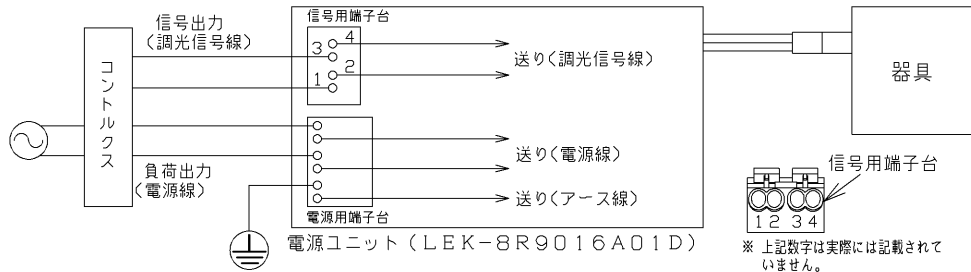 信号出力
(調光信号線)
コントルクス
負荷出力
(電源線)
信号用端子台
4
3
2
1
送り(調光信号線)
送り(電源線)
送り(アース線)
電源用端子台
電源ユニット(LEK-8R9016A01D)
器具
信号用端子台
1 2 3 4
※ 上記数字は実際には記載されて
いません。